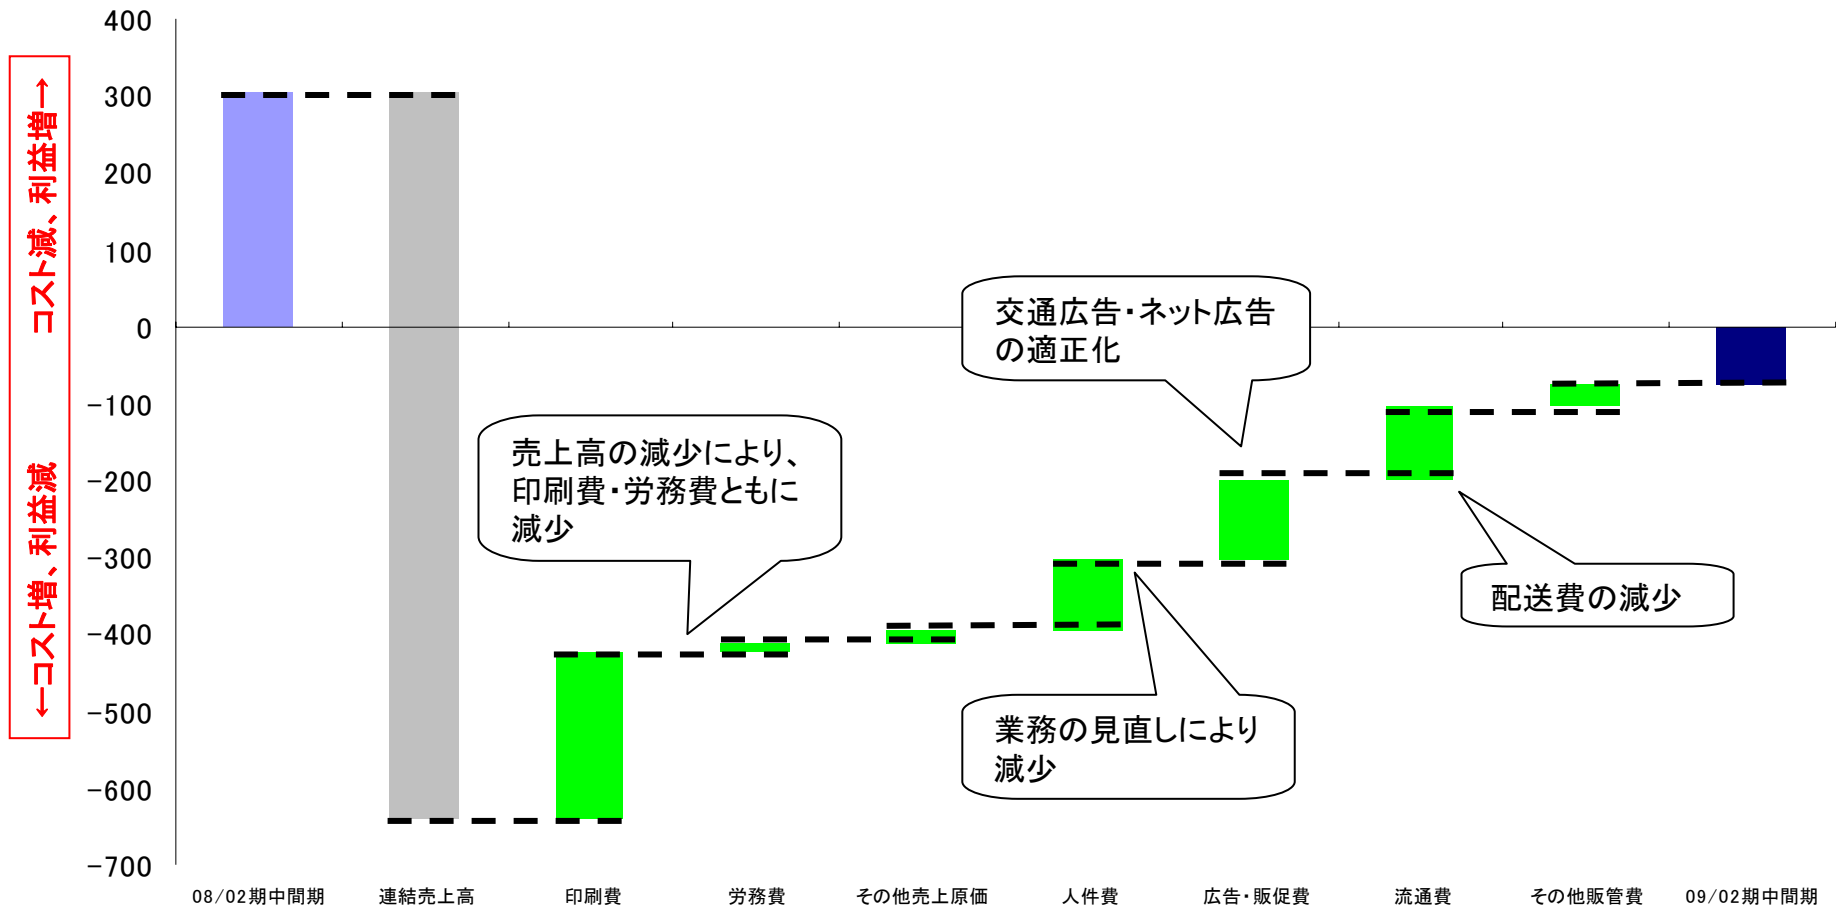 400
300
200
100
0
-100
-200
-300
-400
-500
-600
-700
コスト減、利益増→
←コスト増、利益減
交通広告・ネット広告
の適正化
売上高の減少により、
印刷費・労務費ともに
減少
配送費の減少
業務の見直しにより
減少
08/02期中間期
連結売上高
印刷費
労務費
その他売上原価
人件費
広告・販促費
流通費
その他販管費
09/02期中間期